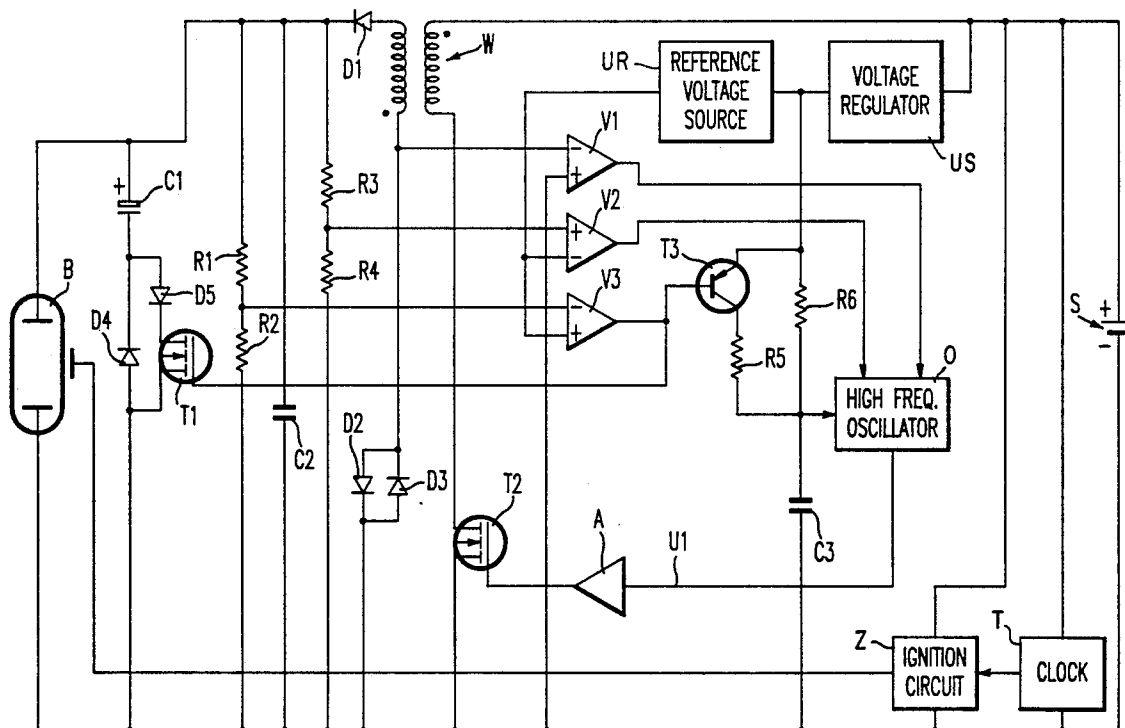 D1
W
UR
REFERENCE
VOLTAGE
SOURCE
VOLTAGE
REGULATOR
US
V1
+
C1
R3
-
+
V2
+
-
T3
B
R1
D5
R4
V3
-
+
R6
S
+
-
D4
R2
R5
O
T1
HIGH FREQ.
OSCILLATOR
C2
D2
D3
T2
A
U1
C3
Z
IGNITION
CIRCUIT
T
CLOCK